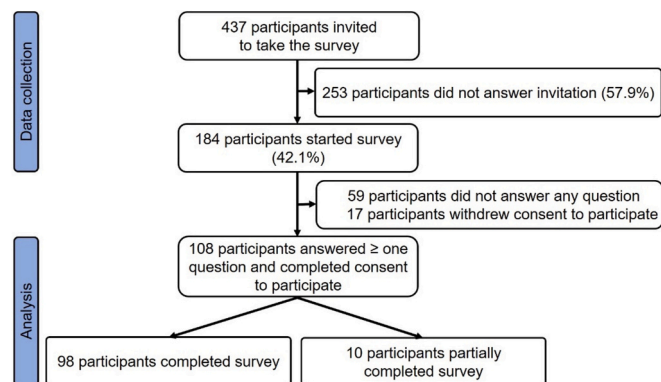 437 participants invited
to take the survey
Data collection
253 participants did not answer invitation (57.9%)
184 participants started survey
(42.1%)
59 participants did not answer any question
17 participants withdrew consent to participate
108 participants answered ≥ one
question and completed consent
to participate
Analysis
98 participants completed survey
10 participants partially
completed survey